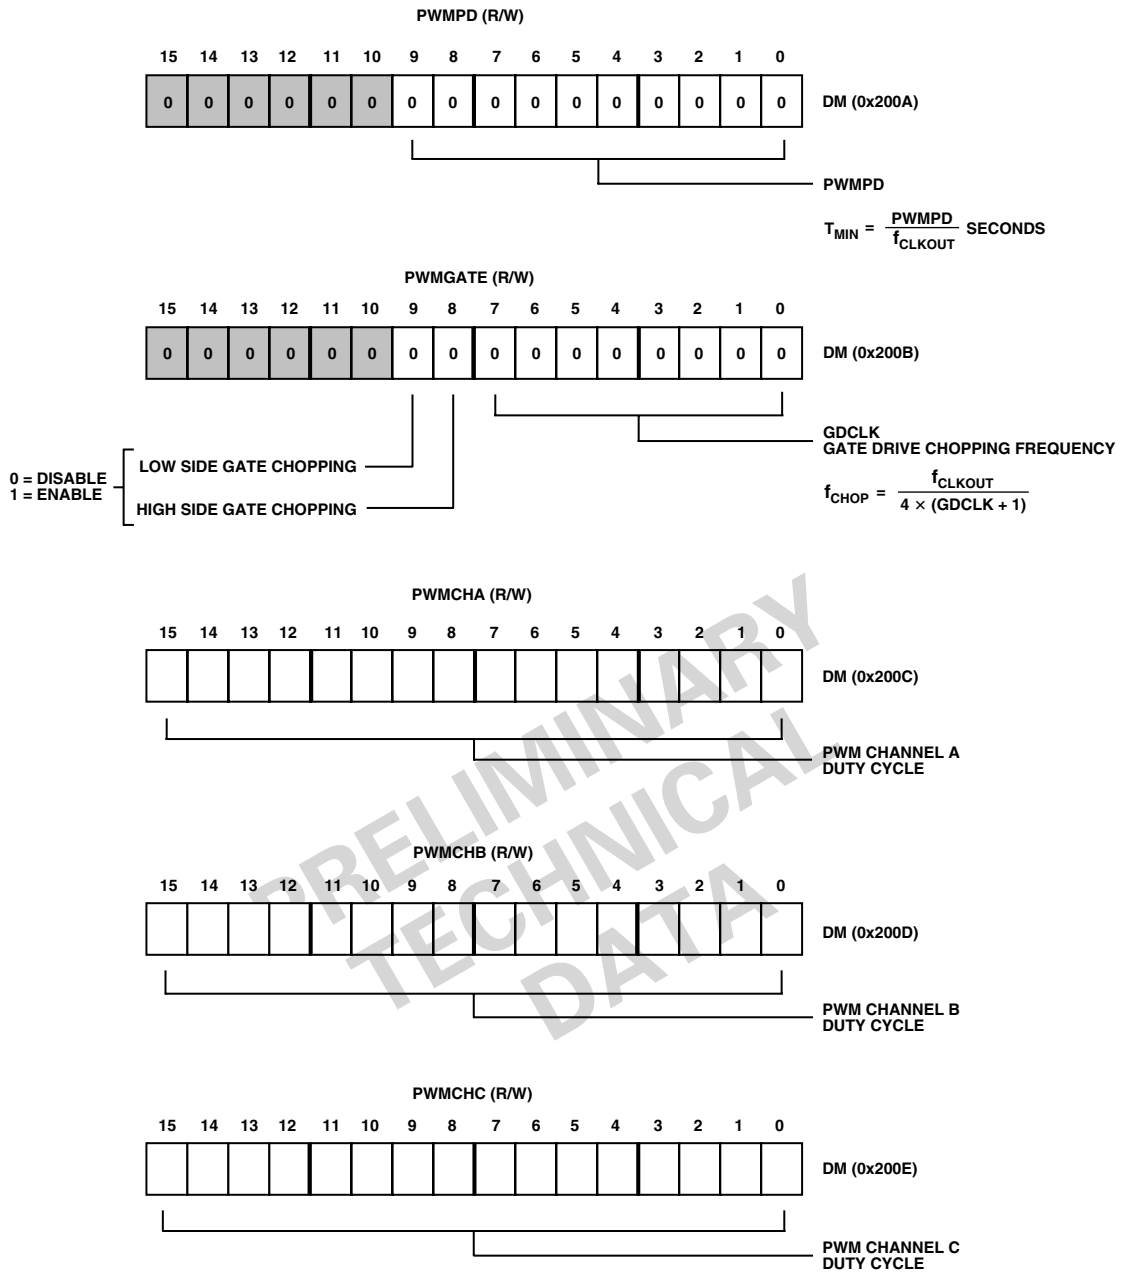 PWMPD (R/W)
15 14 13 12 11 10 9 8 7 6 5 4 3 2 1 0
0 0 0 0 0 0 0 0 0 0 0 0 0 0 0 0 DM (0x200A)
PWMPD
T_MIN = PWMPD / f_CLKOUT SECONDS
PWMGATE (R/W)
15 14 13 12 11 10 9 8 7 6 5 4 3 2 1 0
0 0 0 0 0 0 0 0 0 0 0 0 0 0 0 0 DM (0x200B)
0 = DISABLE
1 = ENABLE
LOW SIDE GATE CHOPPING
HIGH SIDE GATE CHOPPING
GDCLK
GATE DRIVE CHOPPING FREQUENCY
f_CHOP = f_CLKOUT / 4 × (GDCLK + 1)
PWMCHA (R/W)
15 14 13 12 11 10 9 8 7 6 5 4 3 2 1 0
DM (0x200C)
PWM CHANNEL A
DUTY CYCLE
PWMCHB (R/W)
15 14 13 12 11 10 9 8 7 6 5 4 3 2 1 0
DM (0x200D)
PWM CHANNEL B
DUTY CYCLE
PWMCHC (R/W)
15 14 13 12 11 10 9 8 7 6 5 4 3 2 1 0
DM (0x200E)
PWM CHANNEL C
DUTY CYCLE
PRELIMINARY
TECHNICAL
DATA